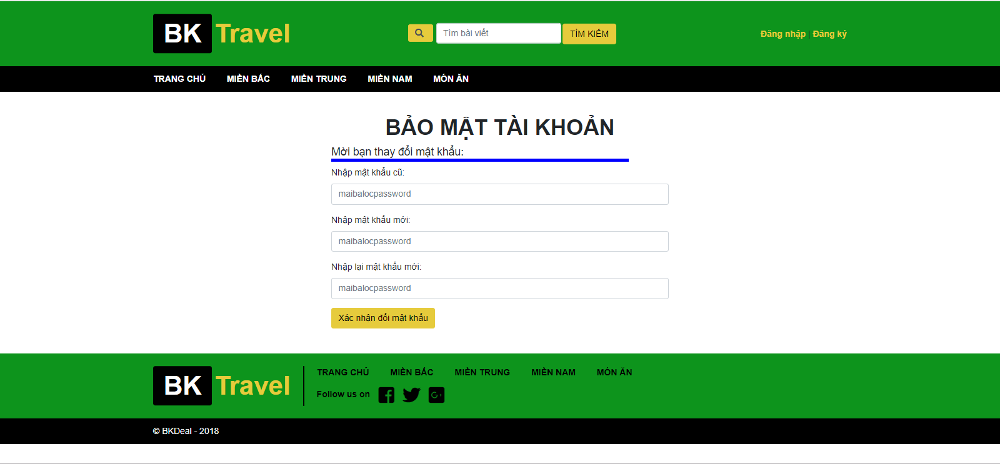 BK Travel
Tìm bài viết
TÌM KIẾM
Đăng nhập | Đăng ký
TRANG CHỦ MIỀN BẮC MIỀN TRUNG MIỀN NAM MÓN ĂN
BẢO MẬT TÀI KHOẢN
Mời bạn thay đổi mật khẩu:
Nhập mật khẩu cũ:
maibalocpassword
Nhập mật khẩu mới:
maibalocpassword
Nhập lại mật khẩu mới:
maibalocpassword
Xác nhận đổi mật khẩu
BK Travel
TRANG CHỦ MIỀN BẮC MIỀN TRUNG MIỀN NAM MÓN ĂN
Follow us on
G+
© BKDeal - 2018